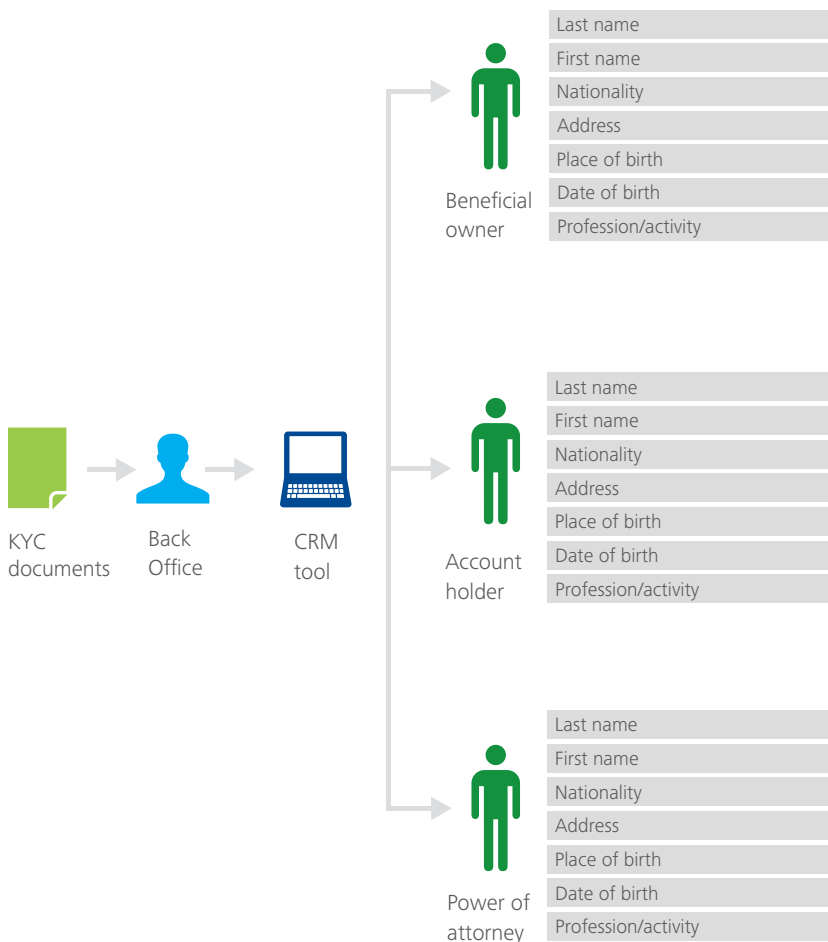 Last name
First name
Nationality
Address
Place of birth
Date of birth
Profession/activity
Beneficial
owner
KYC
documents
Back
Office
CRM
tool
Last name
First name
Nationality
Address
Place of birth
Date of birth
Profession/activity
Account
holder
Last name
First name
Nationality
Address
Place of birth
Date of birth
Profession/activity
Power of
attorney